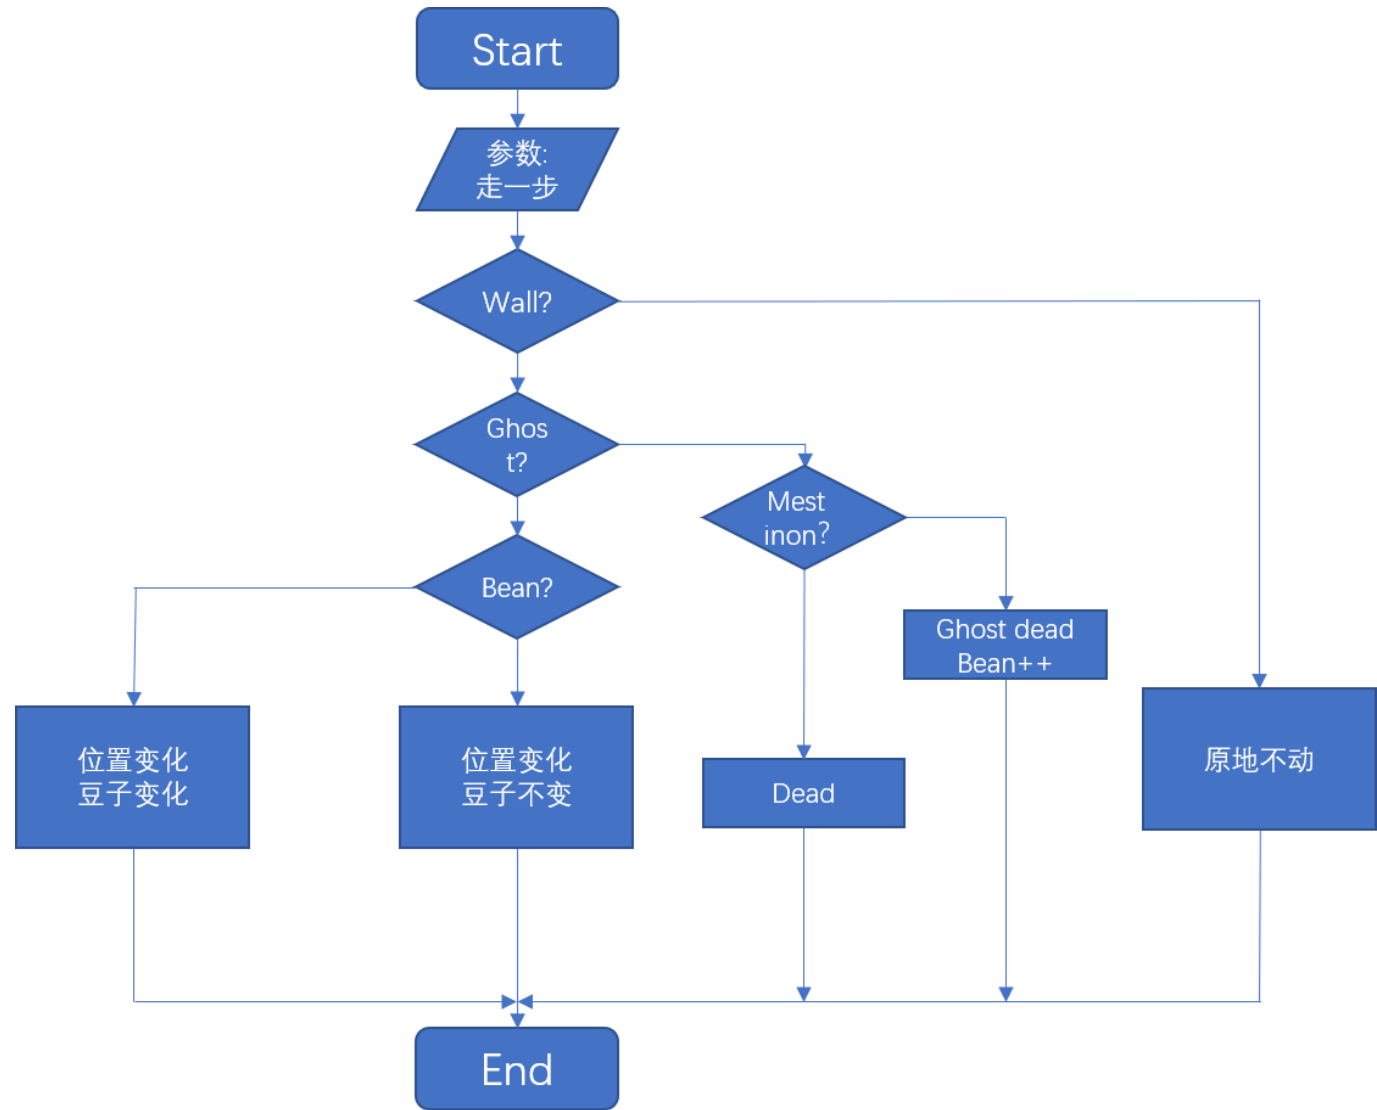 Start
参数:
走一步
Wall?
Ghos
t?
Mest
inon?
Bean?
Ghost dead
Bean++
位置变化
豆子变化
位置变化
豆子不变
Dead
原地不动
End